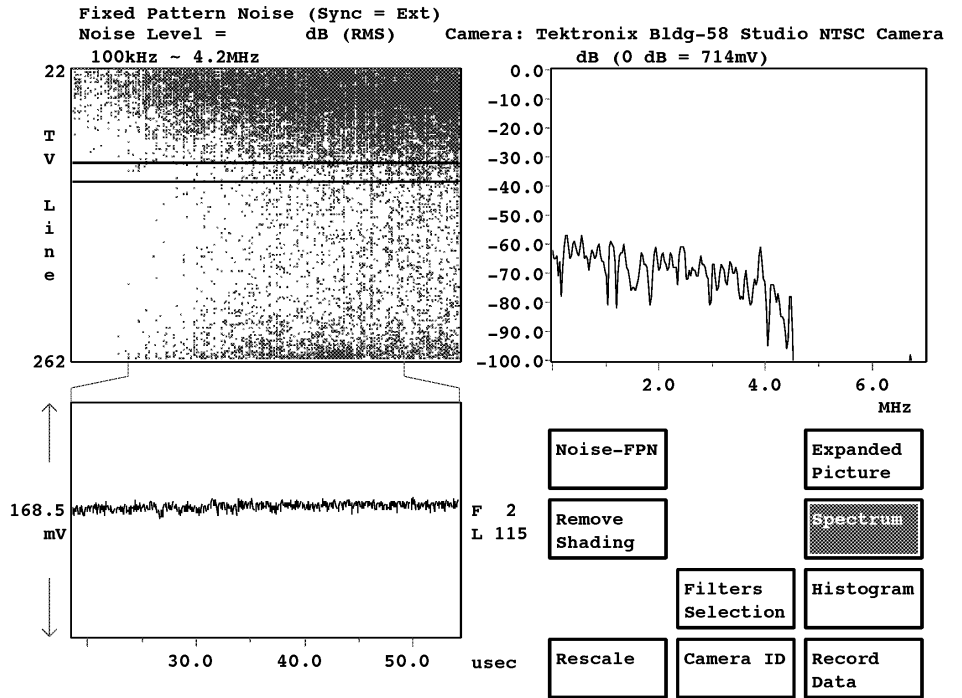 Fixed Pattern Noise (Sync = Ext)
Noise Level = dB (RMS) Camera: Tektronix Bldg-58 Studio NTSC Camera
100kHz ~ 4.2MHz
dB (0 dB = 714mV)
22
TV Line
262
0.0
-10.0
-20.0
-30.0
-40.0
-50.0
-60.0
-70.0
-80.0
-90.0
-100.0
2.0 4.0 6.0
MHz
168.5
mV
F 2
L 115
30.0 40.0 50.0 usec
Noise-FPN
Expanded
Picture
Remove
Shading
Spectrum
Filters
Selection
Histogram
Rescale
Camera ID
Record
Data